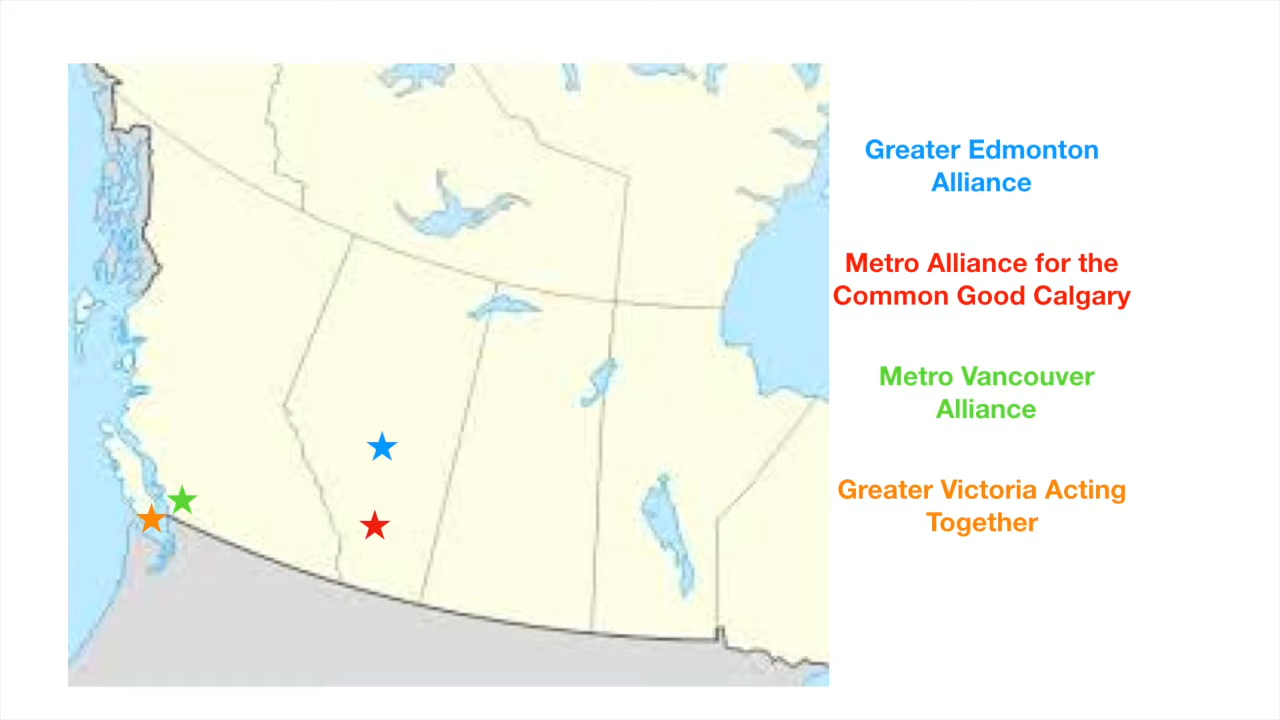 Greater Edmonton
Alliance
Metro Alliance for the
Common Good Calgary
Metro Vancouver
Alliance
Greater Victoria Acting
Together